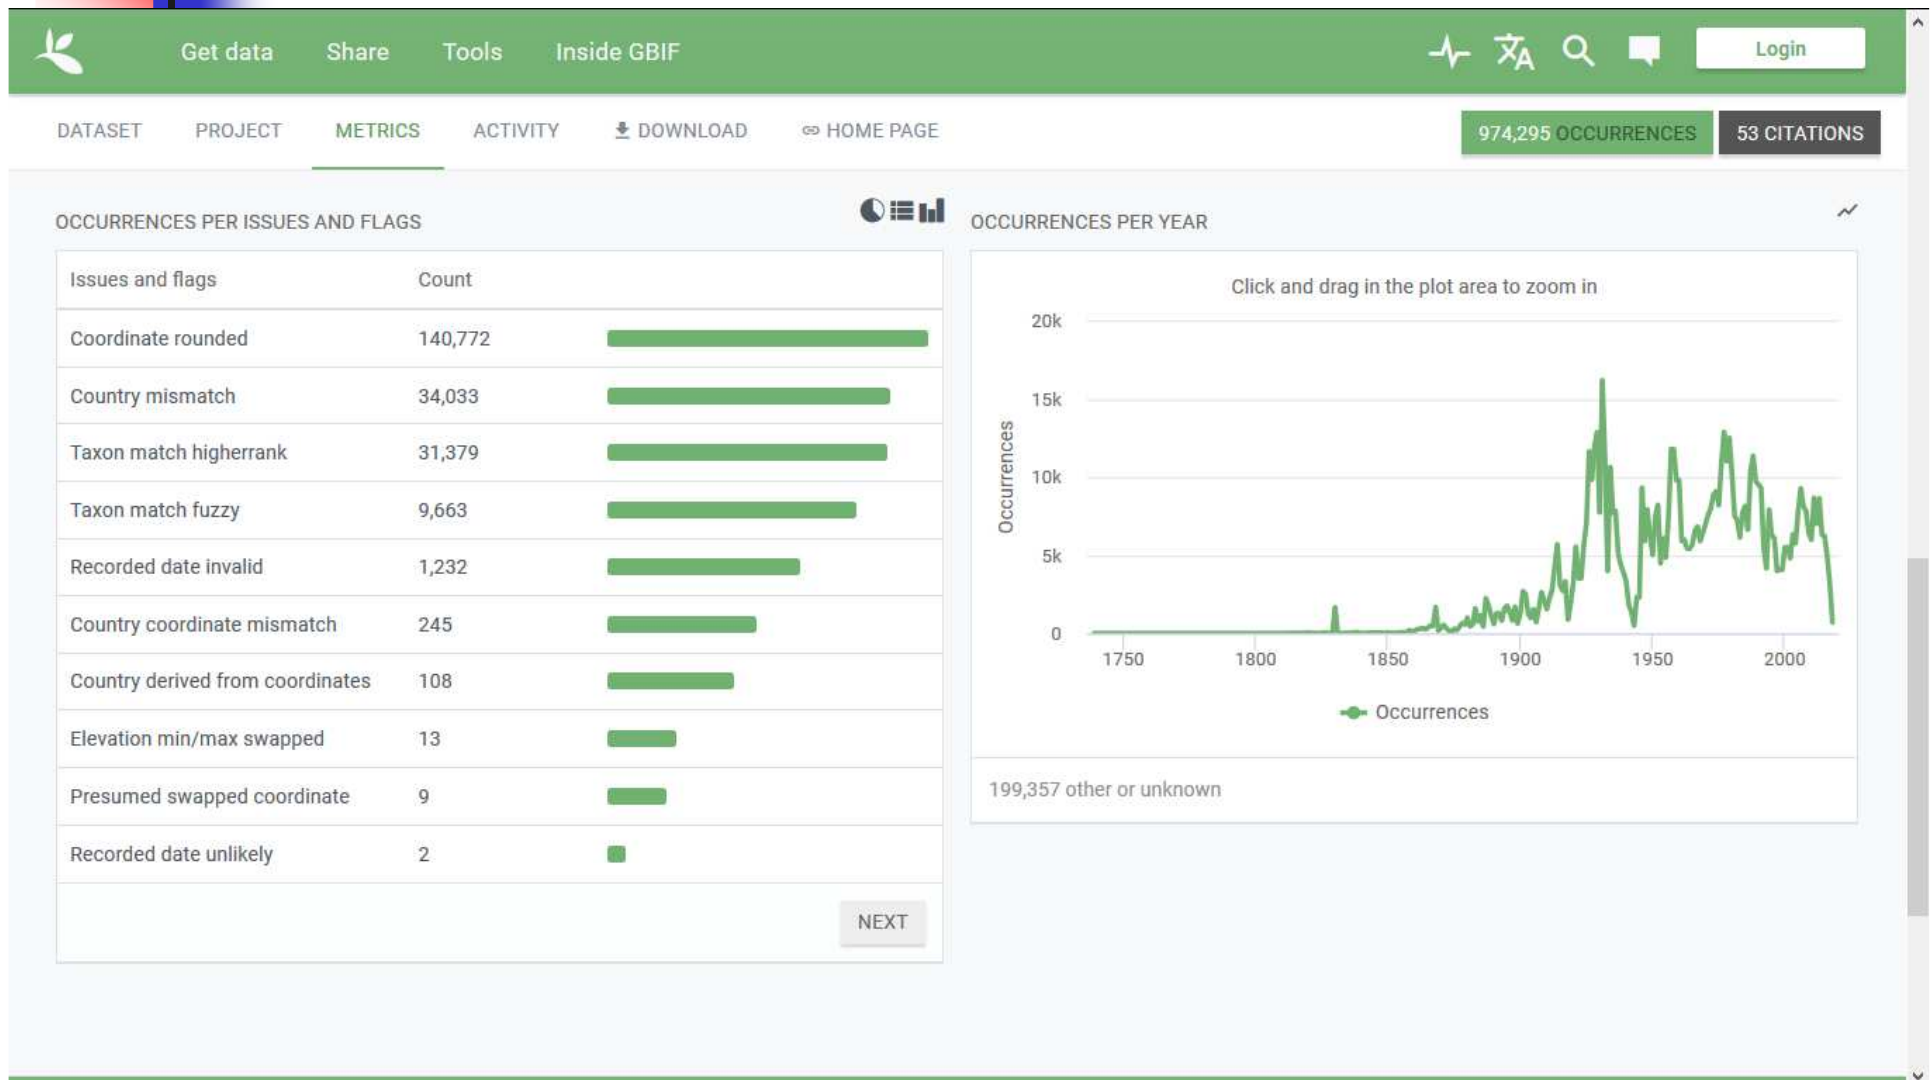 Get data Share Tools Inside GBIF Login
DATASET PROJECT METRICS ACTIVITY DOWNLOAD HOME PAGE 974,295 OCCURRENCES 53 CITATIONS
OCCURRENCES PER ISSUES AND FLAGS
Issues and flags Count
Coordinate rounded 140,772
Country mismatch 34,033
Taxon match higherrank 31,379
Taxon match fuzzy 9,663
Recorded date invalid 1,232
Country coordinate mismatch 245
Country derived from coordinates 108
Elevation min/max swapped 13
Presumed swapped coordinate 9
Recorded date unlikely 2
NEXT
OCCURRENCES PER YEAR
Click and drag in the plot area to zoom in
Occurrences
20k
15k
10k
5k
0
1750 1800 1850 1900 1950 2000
Occurrences
199,357 other or unknown